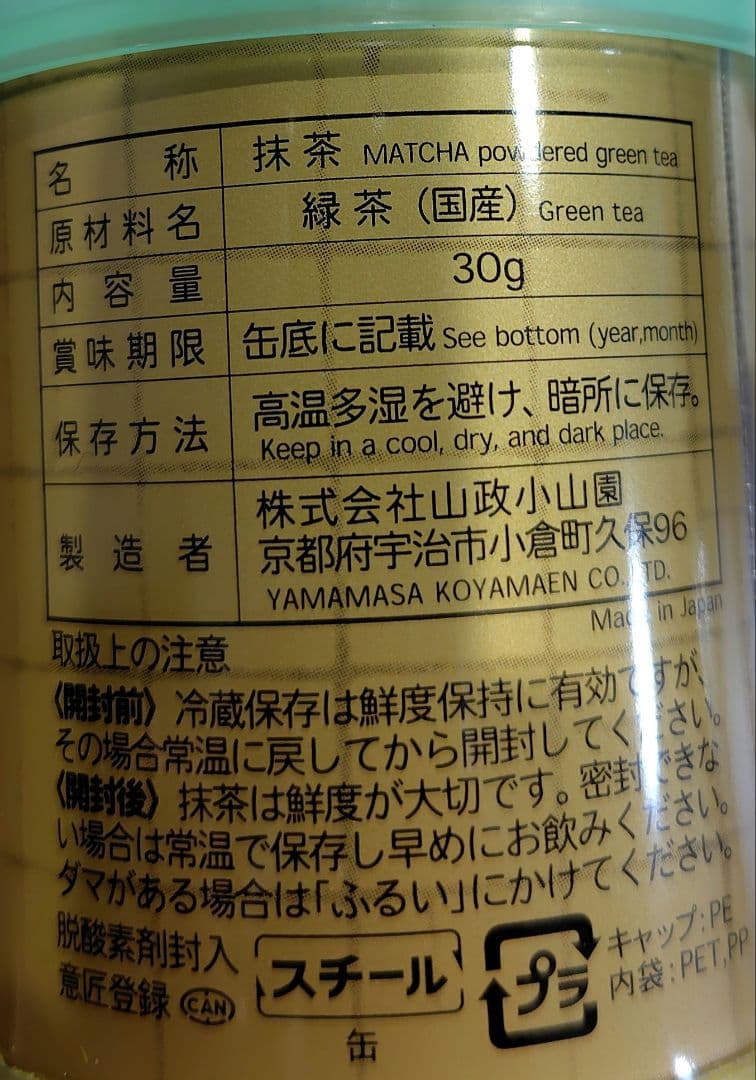 名称 抹茶 MATCHA powdered green tea
原材料名 緑茶（国産）Green tea
内容量 30g
賞味期限 缶底に記載 See bottom (year,month)
保存方法 高温多湿を避け、暗所に保存。
Keep in a cool, dry, and dark place.
製造者 株式会社山政小山園
京都府宇治市小倉町久保96
YAMAMASA KOYAMAEN CO.,LTD.
Made in Japan
取扱上の注意
〈開封前〉冷蔵保存は鮮度保持に有効ですが、
その場合常温に戻してから開封してください。
〈開封後〉抹茶は鮮度が大切です。密封できな
い場合は常温で保存し早めにお飲みください。
ダマがある場合は「ふるい」にかけてください。
脱酸素剤封入
意匠登録 CAN
スチール
缶
プラ
キャップ:PE
内袋:PET,PP